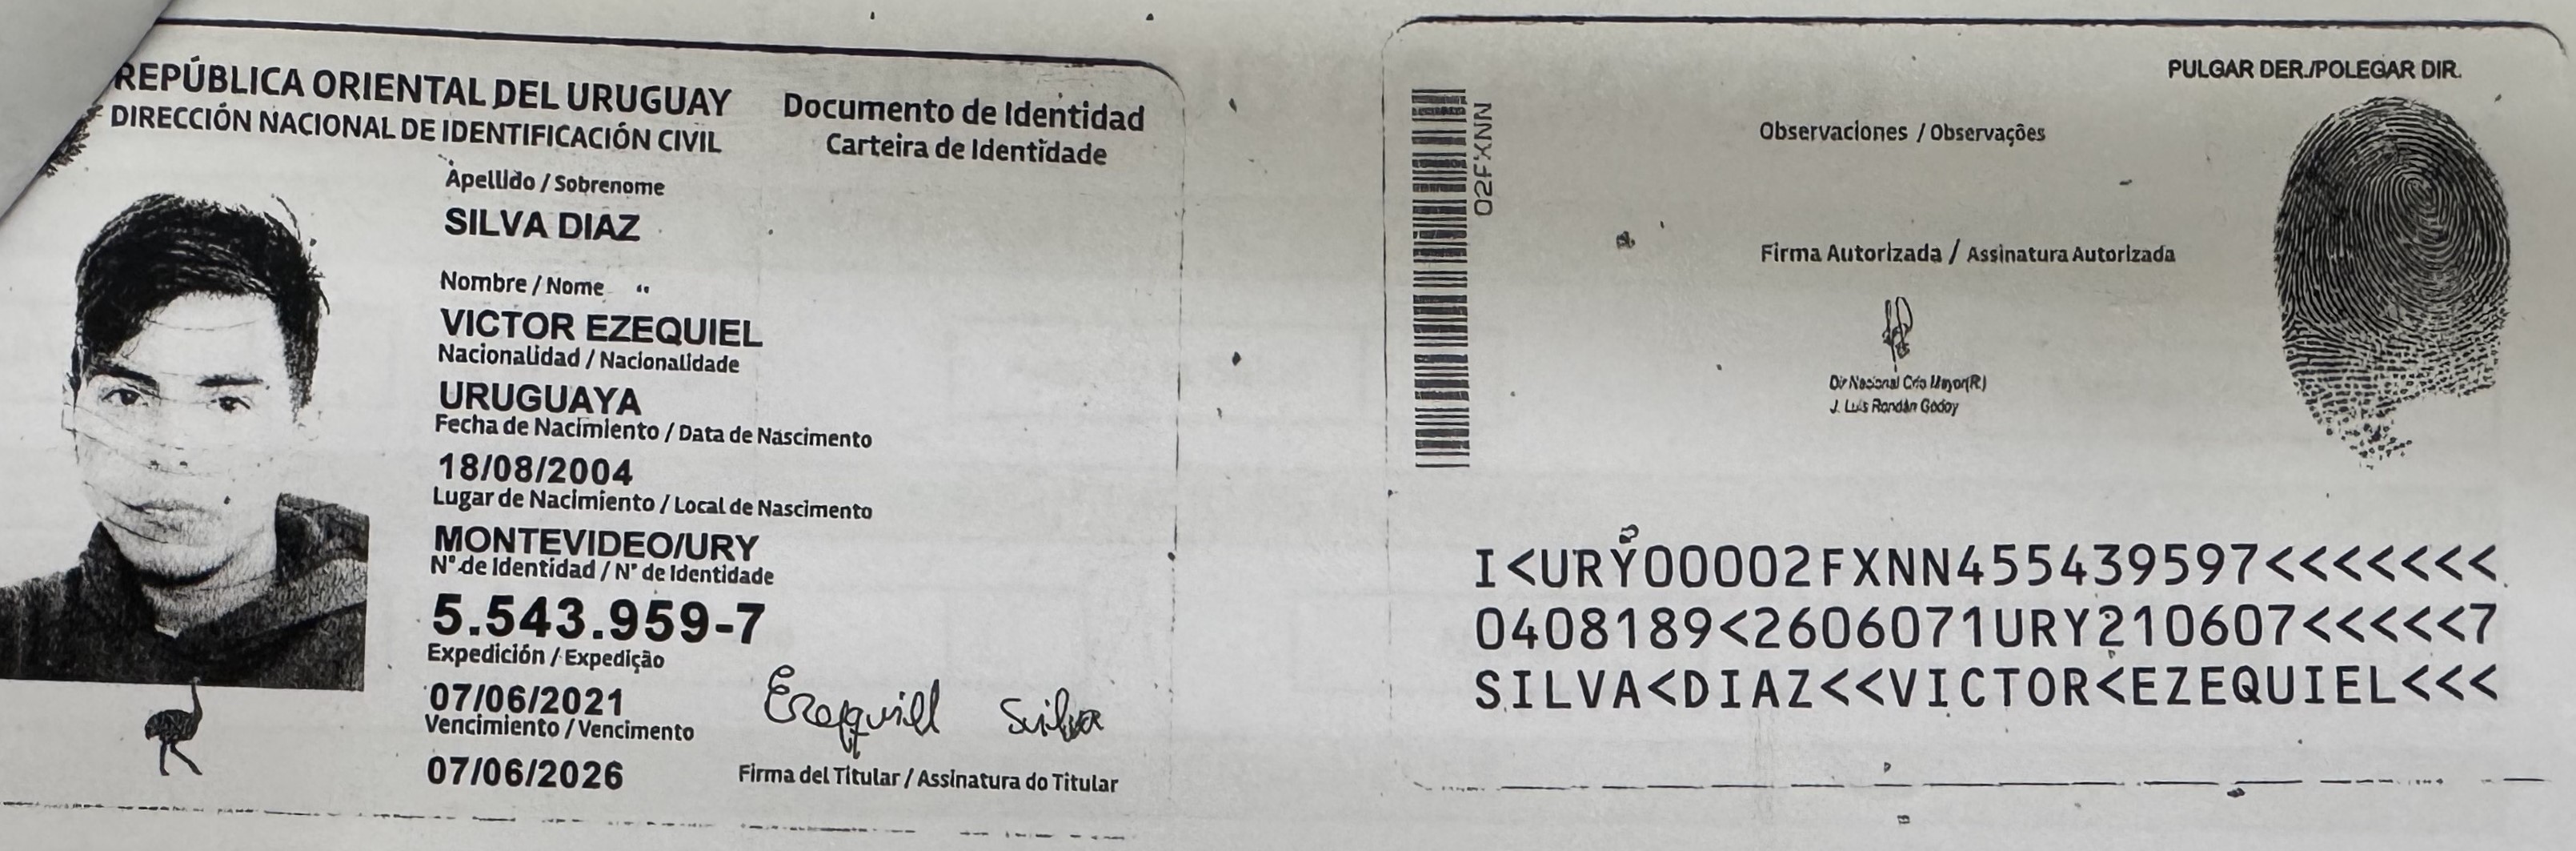 REPÚBLICA ORIENTAL DEL URUGUAY
DIRECCIÓN NACIONAL DE IDENTIFICACIÓN CIVIL
Documento de Identidad
Carteira de Identidade
Apellido / Sobrenome
SILVA DIAZ
Nombre / Nome
VICTOR EZEQUIEL
Nacionalidad / Nacionalidade
URUGUAYA
Fecha de Nacimiento / Data de Nascimento
18/08/2004
Lugar de Nacimiento / Local de Nascimento
MONTEVIDEO/URY
N° de Identidad / N° de Identidade
5.543.959-7
Expedición / Expedição
07/06/2021
Vencimiento / Vencimento
07/06/2026
Ezequiel Silva
Firma del Titular / Assinatura do Titular
02FXNN
PULGAR DER./POLEGAR DIR.
Observaciones / Observações
Firma Autorizada / Assinatura Autorizada
Dir Nacional Crio Mayor(R)
J. Luis Rondán Godoy
I<URY00002FXNN455439597<<<<<<<
0408189<2606071URY210607<<<<<7
SILVA<DIAZ<<VICTOR<EZEQUIEL<<<